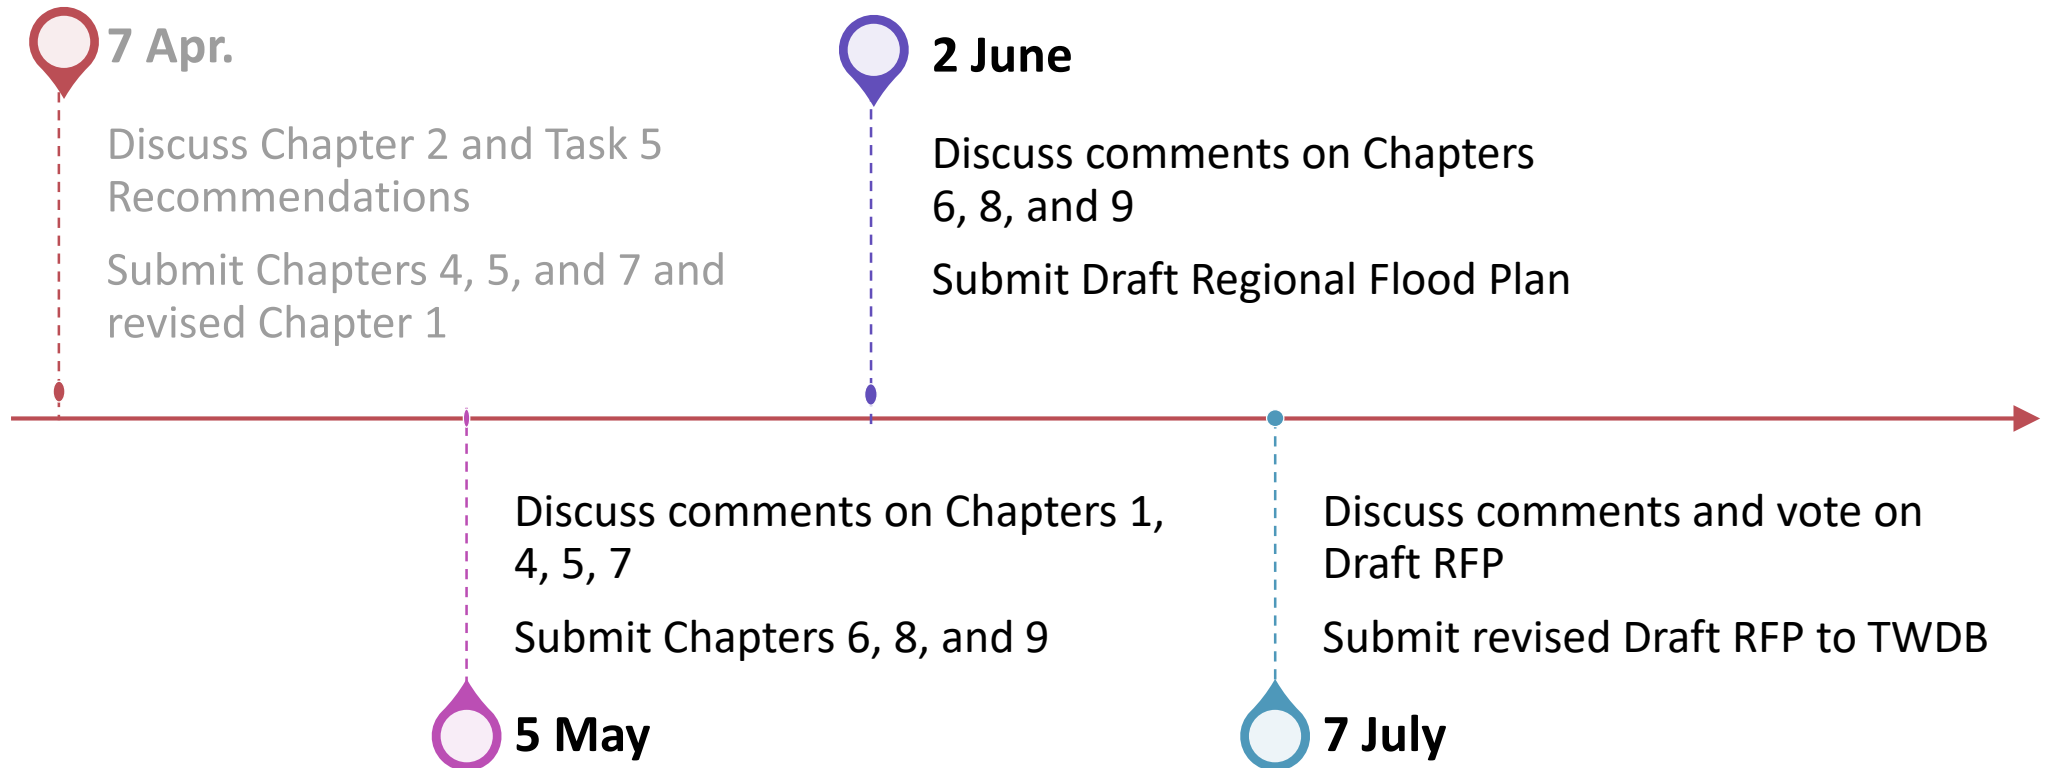 7 Apr.
Discuss Chapter 2 and Task 5
Recommendations
Submit Chapters 4, 5, and 7 and
revised Chapter 1
2 June
Discuss comments on Chapters
6, 8, and 9
Submit Draft Regional Flood Plan
Discuss comments on Chapters 1,
4, 5, 7
Submit Chapters 6, 8, and 9
5 May
Discuss comments and vote on
Draft RFP
Submit revised Draft RFP to TWDB
7 July